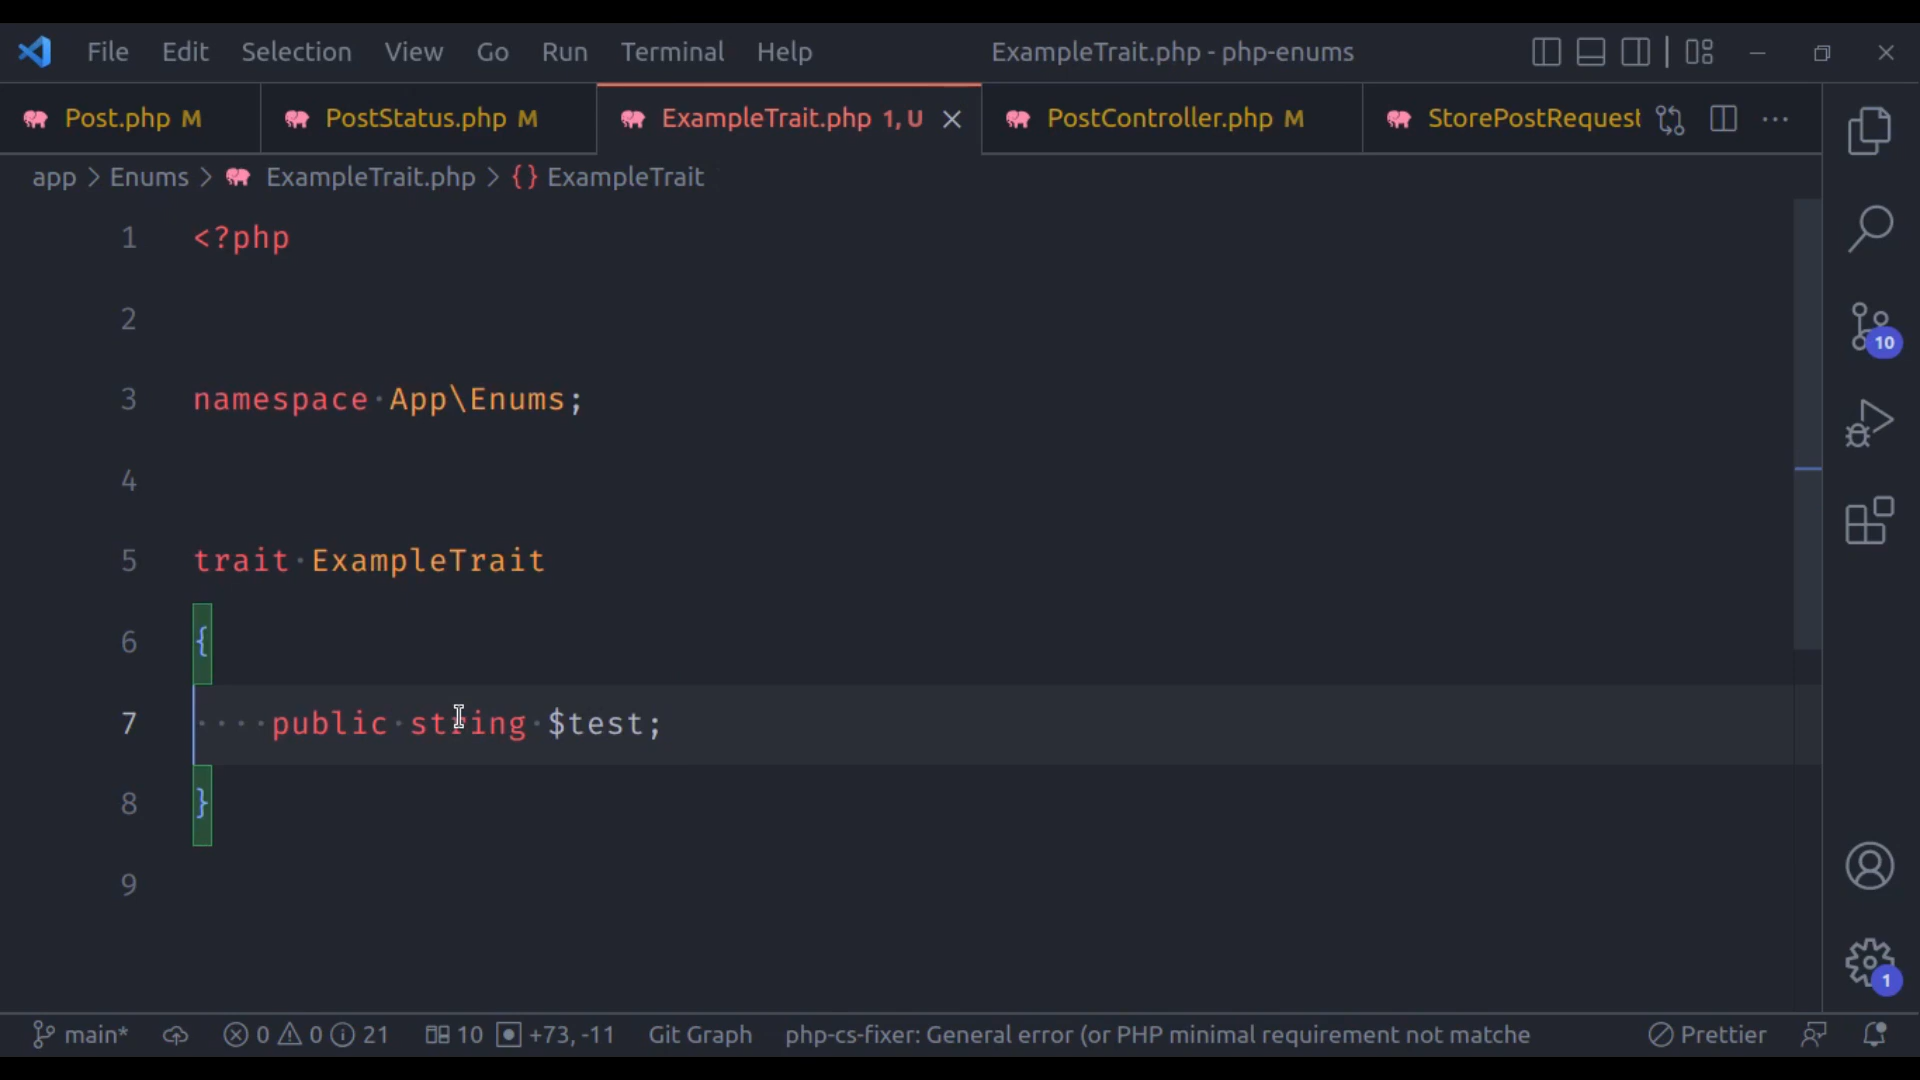 File Edit Selection View Go Run Terminal Help ExampleTrait.php - php-enums
Post.php M PostStatus.php M ExampleTrait.php 1, U PostController.php M StorePostRequest
app > Enums > ExampleTrait.php > {} ExampleTrait
1 <?php
2
3 namespace App\Enums;
4
5 trait ExampleTrait
6 {
7 public string $test;
8 }
9
10
1
main* 0 0 21 10 +73, -11 Git Graph php-cs-fixer: General error (or PHP minimal requirement not matche Prettier